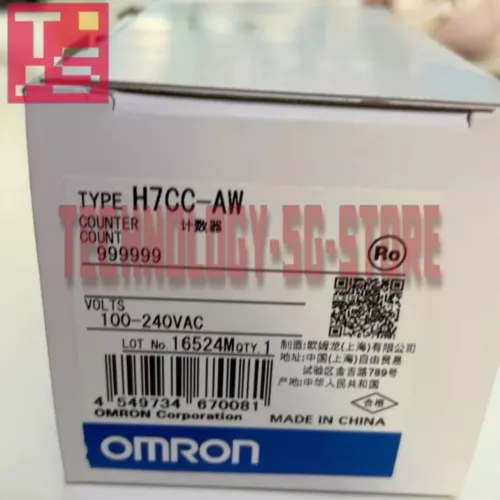 TYPE H7CC-AW
COUNTER 计数器
COUNT
999999
TECHNOLOGY-5G-STORE
Ro
VOLTS
100-240VAC
LOT No. 16524M QTY. 1
制造:欧姆龙(上海)有限公司
地址:中国(上海)自由贸易
试验区金吉路789号
产地:中华人民共和国
4 549734 670081
合格
OMRON Corporation
MADE IN CHINA
OMRON